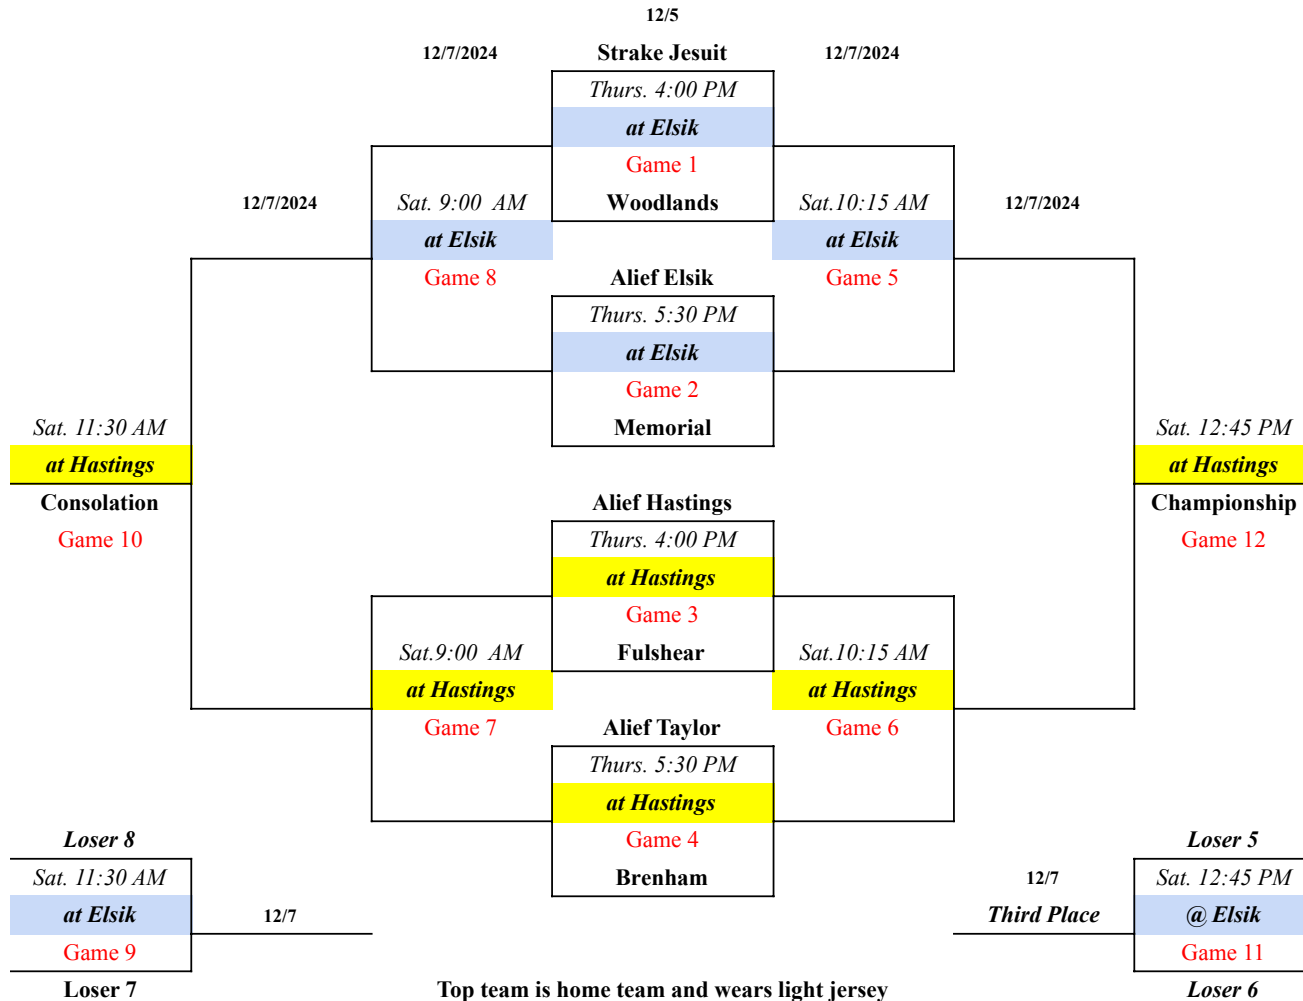 12/5
12/7/2024
Strake Jesuit
12/7/2024
Thurs. 4:00 PM
at Elsik
Game 1
12/7/2024
Sat. 9:00 AM
Woodlands
Sat.10:15 AM
12/7/2024
at Elsik
at Elsik
Game 8
Alief Elsik
Game 5
Thurs. 5:30 PM
at Elsik
Game 2
Sat. 11:30 AM
Memorial
Sat. 12:45 PM
at Hastings
at Hastings
Consolation
Alief Hastings
Championship
Game 10
Thurs. 4:00 PM
Game 12
at Hastings
Game 3
Sat.9:00 AM
Fulshear
Sat.10:15 AM
at Hastings
at Hastings
Game 7
Alief Taylor
Game 6
Thurs. 5:30 PM
at Hastings
Loser 8
Game 4
Loser 5
Sat. 11:30 AM
Brenham
12/7
Sat. 12:45 PM
at Elsik
12/7
Third Place
@ Elsik
Game 9
Game 11
Loser 7
Top team is home team and wears light jersey
Loser 6